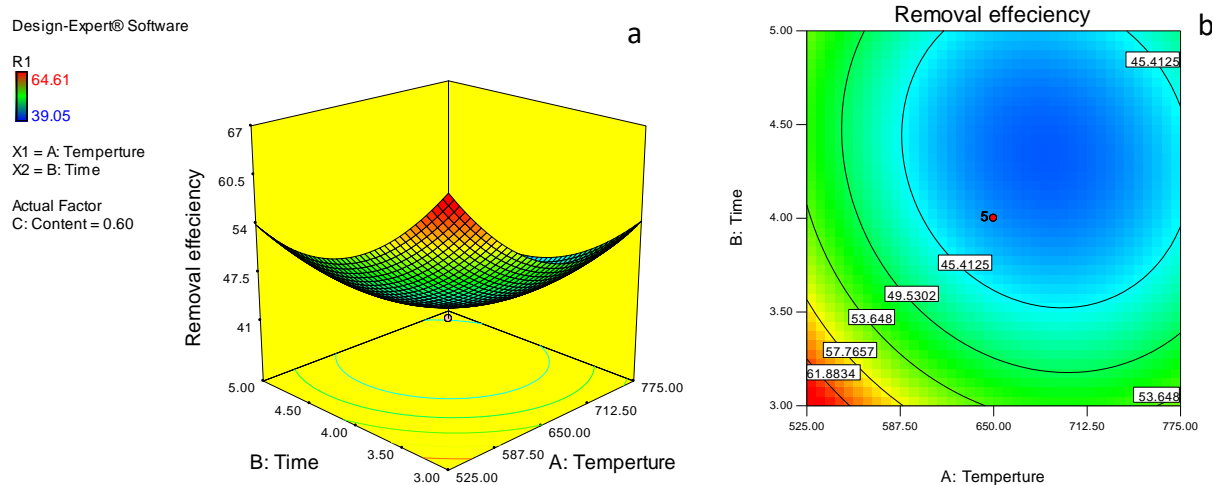 Design-Expert® Software
R1
64.61
39.05
X1 = A: Temperture
X2 = B: Time
Actual Factor
C: Content = 0.60
a
67
60.5
54
47.5
41
Removal effeciency
5.00
4.50
4.00
3.50
3.00
B: Time
775.00
712.50
650.00
587.50
525.00
A: Temperture
Removal effeciency
b
5.00
4.50
4.00
3.50
3.00
B: Time
45.4125
5
45.4125
49.5302
53.648
57.7657
61.8834
53.648
525.00
587.50
650.00
712.50
775.00
A: Temperture